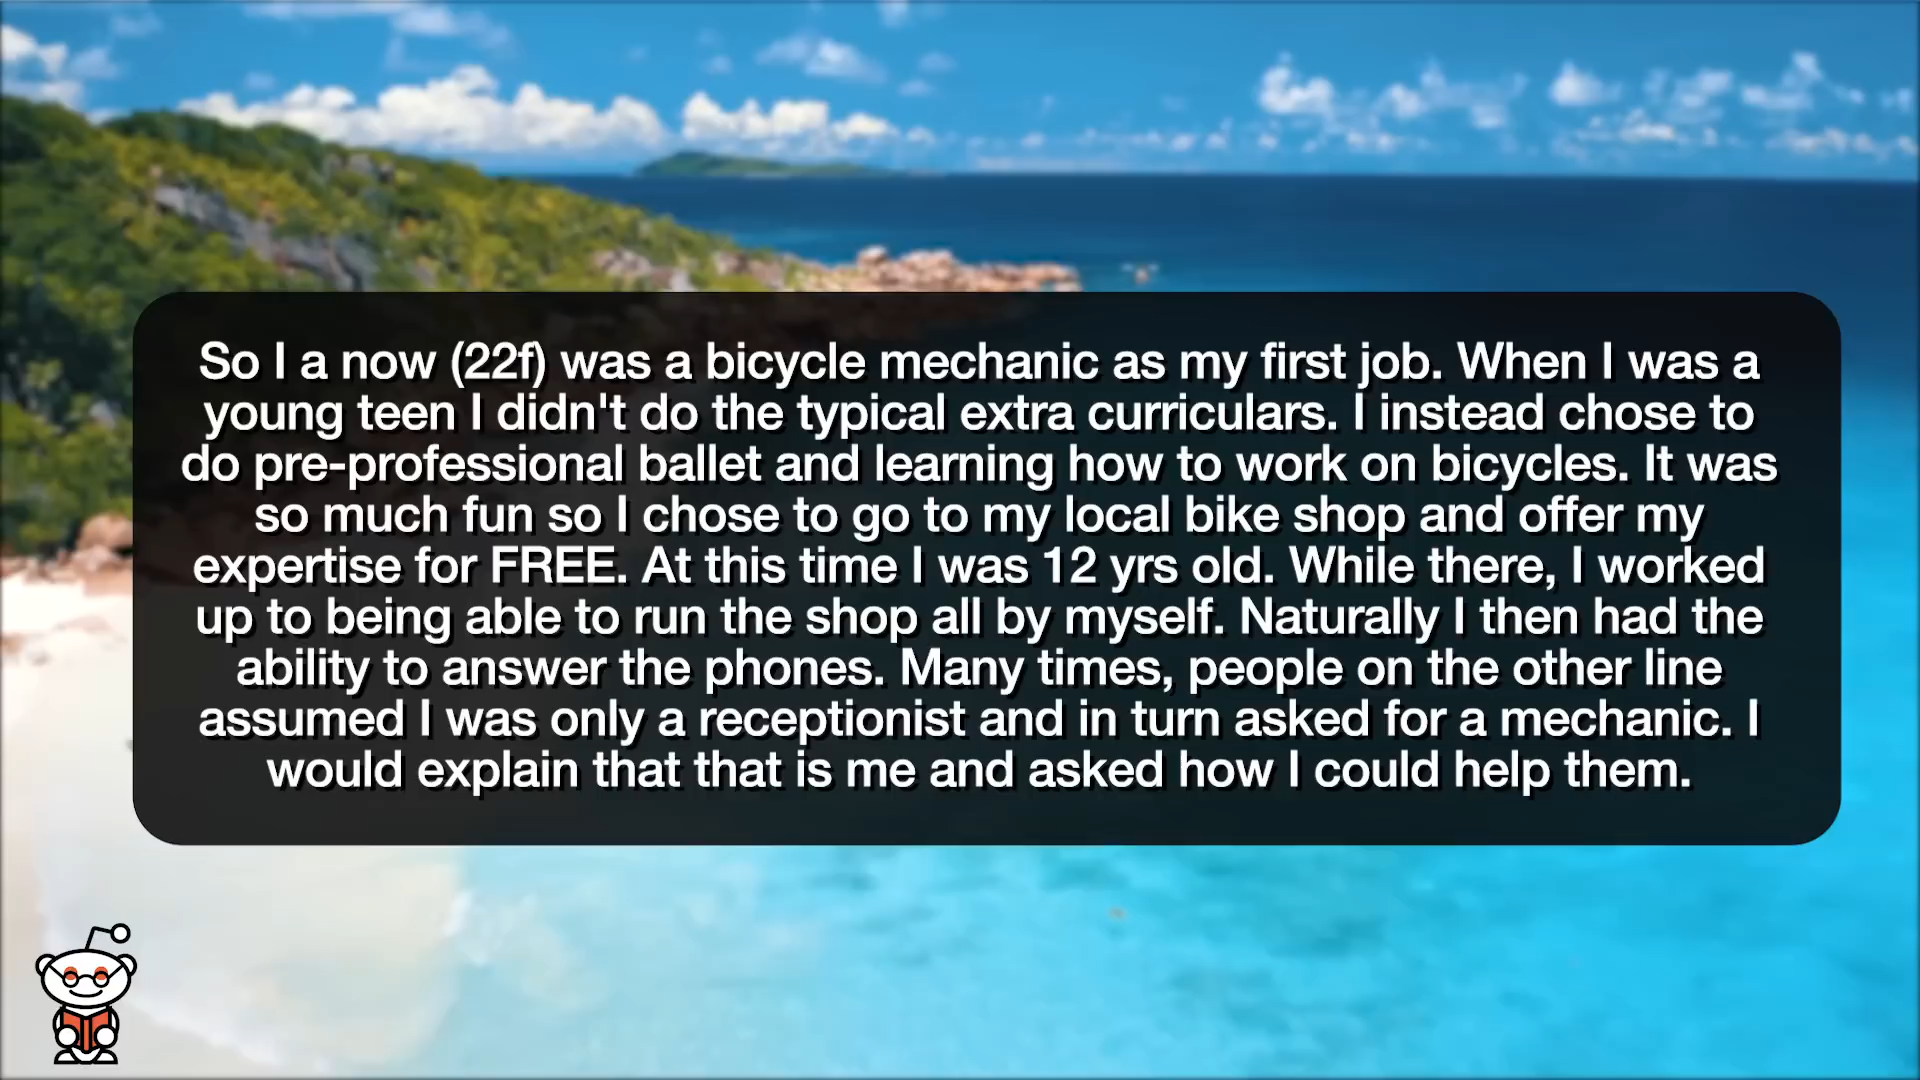 So I a now (22f) was a bicycle mechanic as my first job. When I was a
young teen I didn't do the typical extra curriculars. I instead chose to
do pre-professional ballet and learning how to work on bicycles. It was
so much fun so I chose to go to my local bike shop and offer my
expertise for FREE. At this time I was 12 yrs old. While there, I worked
up to being able to run the shop all by myself. Naturally I then had the
ability to answer the phones. Many times, people on the other line
assumed I was only a receptionist and in turn asked for a mechanic. I
would explain that that is me and asked how I could help them.